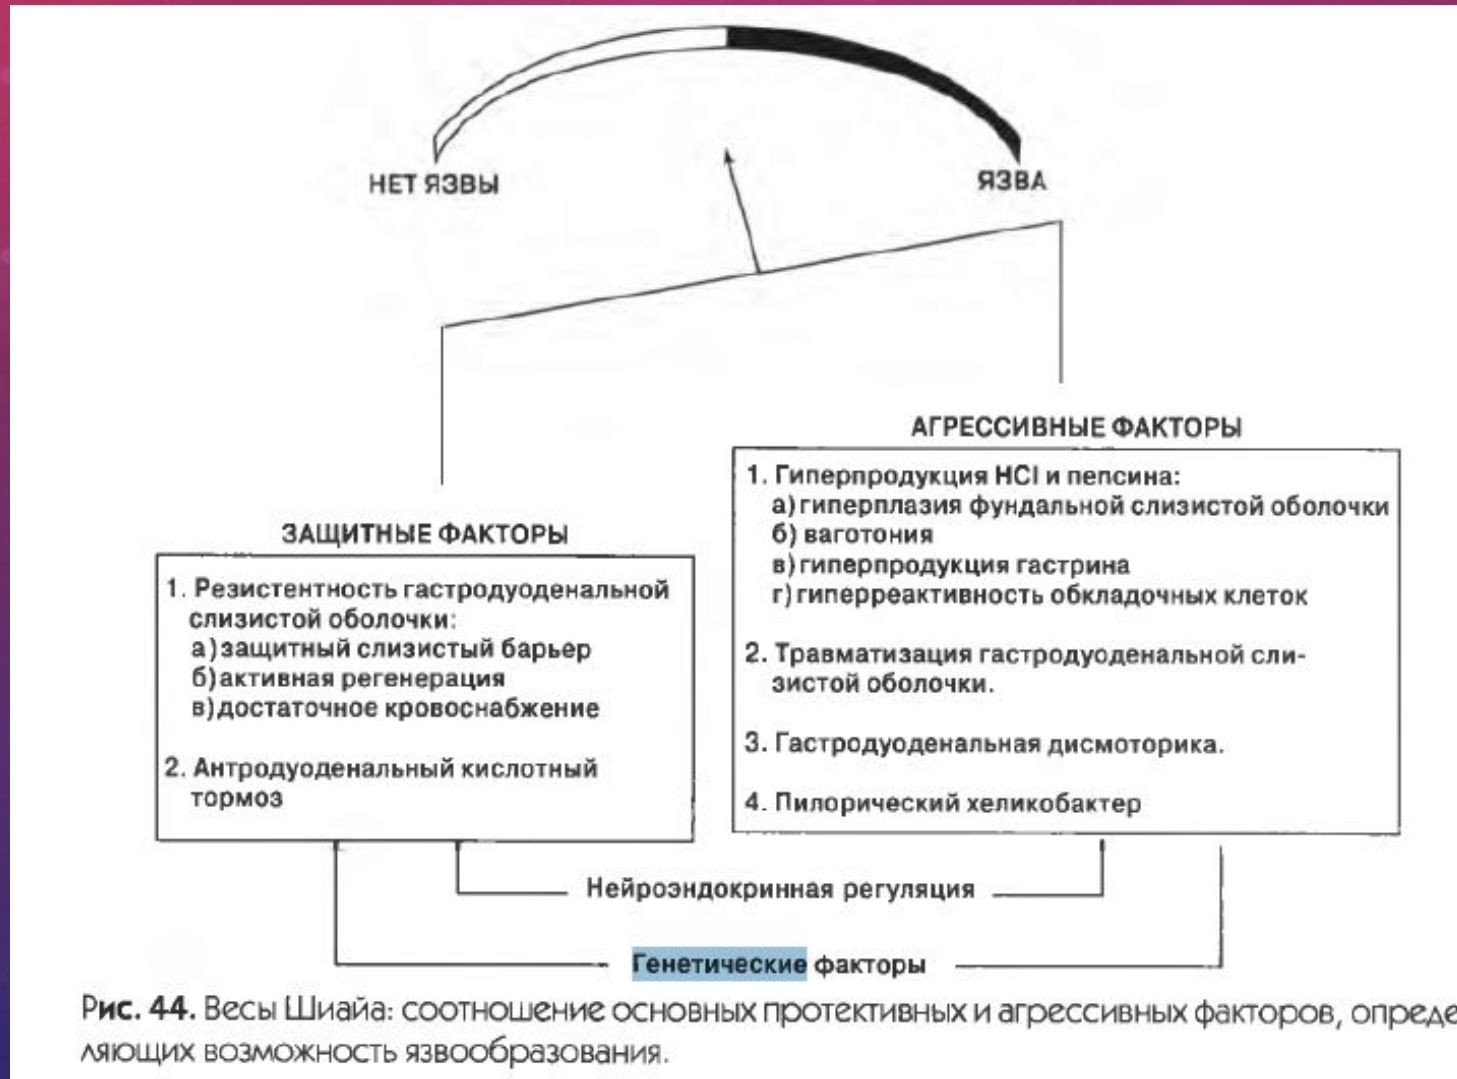 НЕТ ЯЗВЫ
ЯЗВА
ЗАЩИТНЫЕ ФАКТОРЫ
1. Резистентность гастродуоденальной
слизистой оболочки:
а) защитный слизистый барьер
б) активная регенерация
в) достаточное кровоснабжение
2. Антродуоденальный кислотный
тормоз
АГРЕССИВНЫЕ ФАКТОРЫ
1. Гиперпродукция HCl и пепсина:
а) гиперплазия фундальной слизистой оболочки
б) ваготония
в) гиперпродукция гастрина
г) гиперреактивность обкладочных клеток
2. Травматизация гастродуоденальной сли-
зистой оболочки.
3. Гастродуоденальная дисмоторика.
4. Пилорический хеликобактер
Нейроэндокринная регуляция
Генетические факторы
Рис. 44. Весы Шиайа: соотношение основных протективных и агрессивных факторов, опреде
ляющих возможность язвообразования.